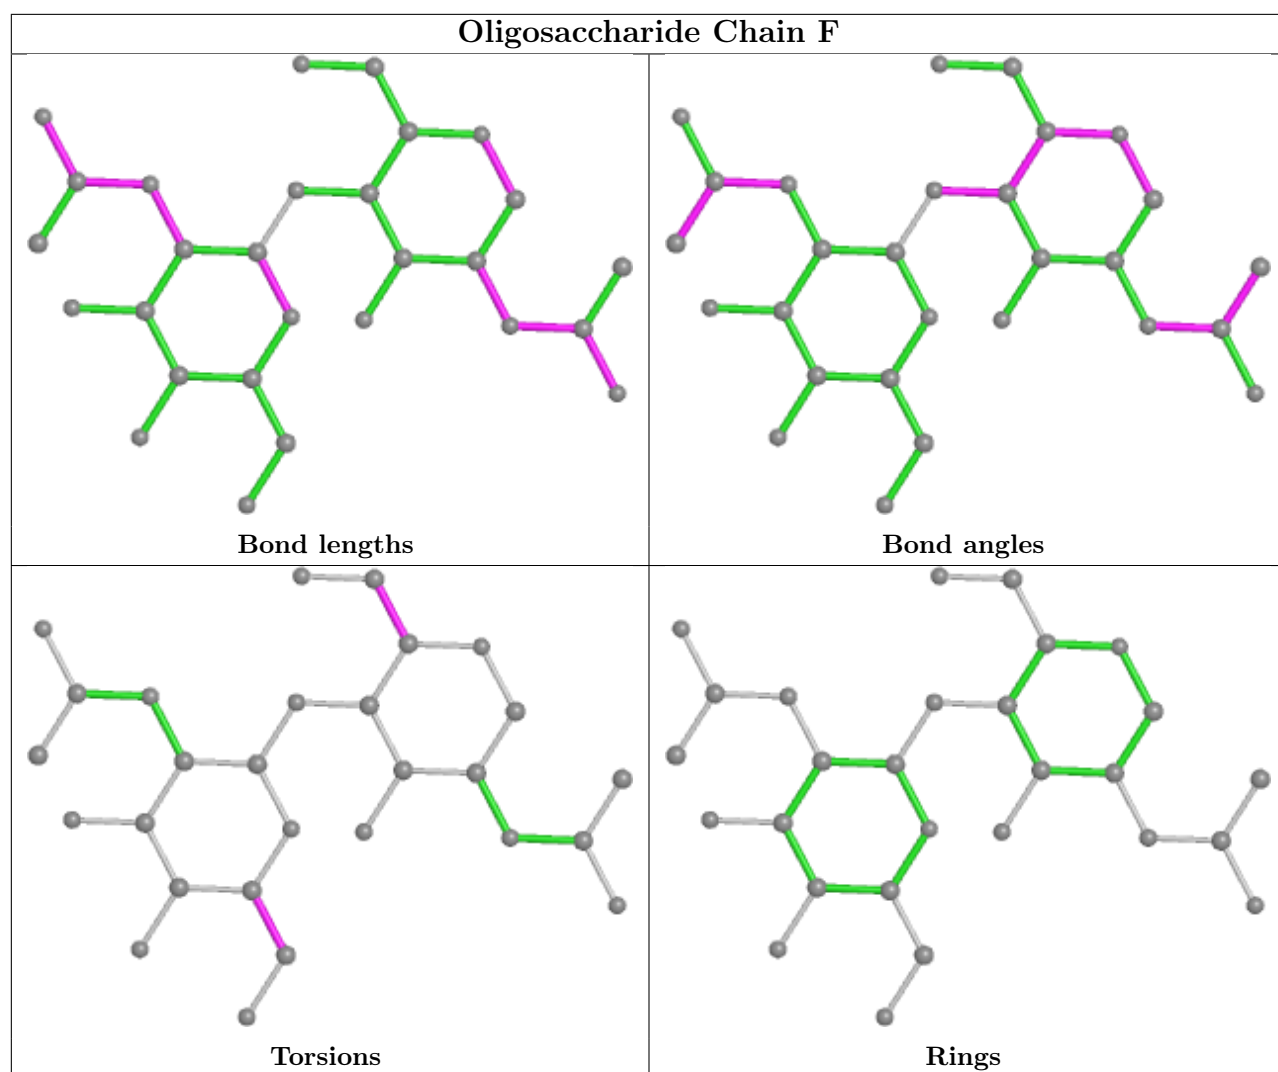 Oligosaccharide Chain F
Bond lengths
Bond angles
Torsions
Rings